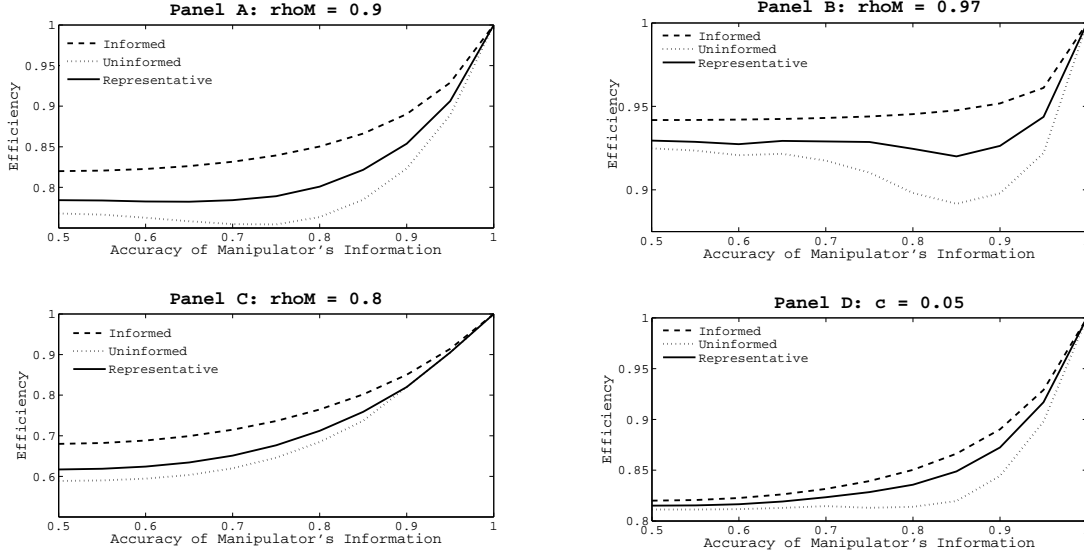 Panel A: rhoM = 0.9
1
0.95
0.9
0.85
0.8
Efficiency
Informed
Uninformed
Representative
0.5 0.6 0.7 0.8 0.9 1
Accuracy of Manipulator's Information
Panel B: rhoM = 0.97
1
0.95
0.9
Efficiency
Informed
Uninformed
Representative
0.5 0.6 0.7 0.8 0.9
Accuracy of Manipulator's Information
Panel C: rhoM = 0.8
1
0.9
0.8
0.7
0.6
Efficiency
Informed
Uninformed
Representative
0.5 0.6 0.7 0.8 0.9 1
Accuracy of Manipulator's Information
Panel D: c = 0.05
1
0.95
0.9
0.85
0.8
Efficiency
Informed
Uninformed
Representative
0.5 0.6 0.7 0.8 0.9
Accuracy of Manipulator's Information